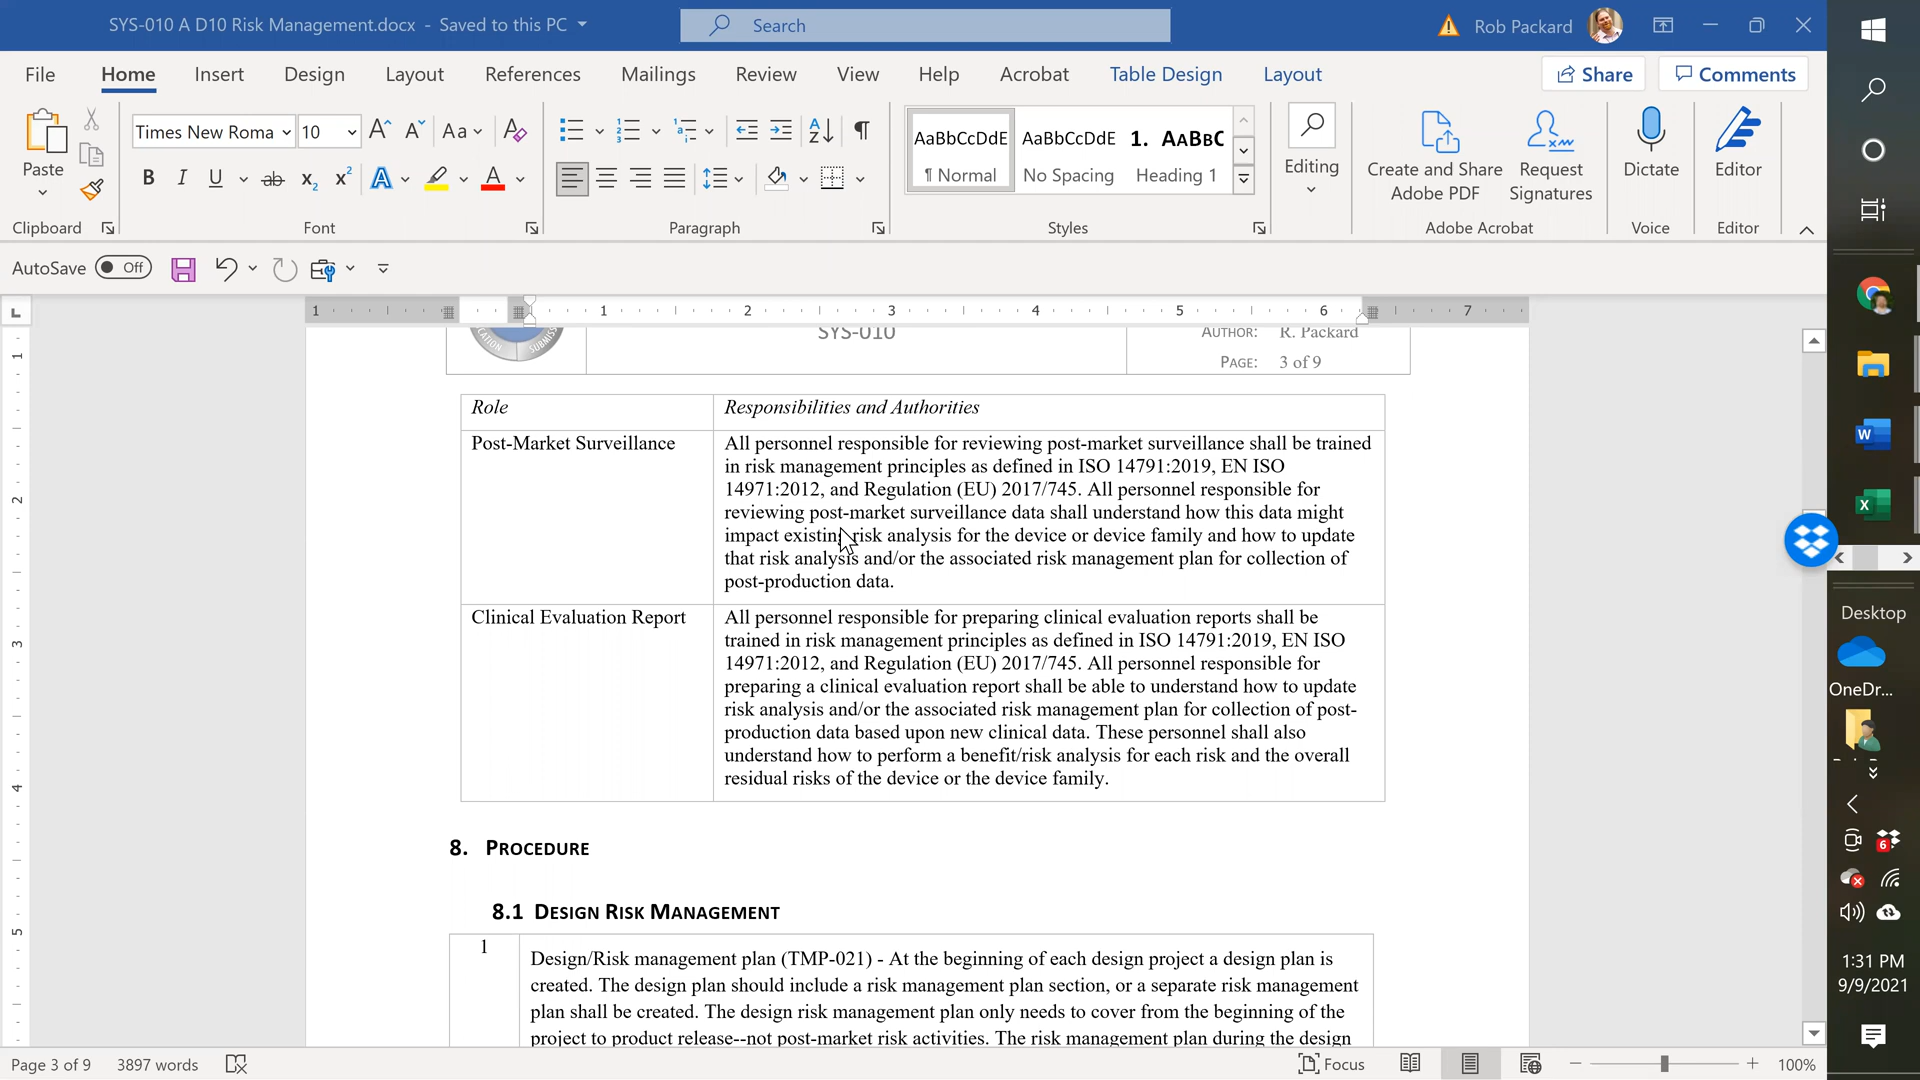 SYS-010 A D10 Risk Management.docx - Saved to this PC
Search
Rob Packard
File Home Insert Design Layout References Mailings Review View Help Acrobat Table Design Layout
Share Comments
Paste
Times New Roma 10
AaBbCcDdE AaBbCcDdE 1. AABBC
¶ Normal No Spacing Heading 1
Editing
Create and Share Adobe PDF
Request Signatures
Dictate
Editor
Clipboard Font Paragraph Styles Adobe Acrobat Voice Editor
AutoSave Off
1 1 2 3 4 5 6 7
SYS-010
AUTHOR: R. Packard
PAGE: 3 of 9
CATION SUBMISS
Role Responsibilities and Authorities
Post-Market Surveillance
All personnel responsible for reviewing post-market surveillance shall be trained
in risk management principles as defined in ISO 14791:2019, EN ISO
14971:2012, and Regulation (EU) 2017/745. All personnel responsible for
reviewing post-market surveillance data shall understand how this data might
impact existing risk analysis for the device or device family and how to update
that risk analysis and/or the associated risk management plan for collection of
post-production data.
Clinical Evaluation Report
All personnel responsible for preparing clinical evaluation reports shall be
trained in risk management principles as defined in ISO 14791:2019, EN ISO
14971:2012, and Regulation (EU) 2017/745. All personnel responsible for
preparing a clinical evaluation report shall be able to understand how to update
risk analysis and/or the associated risk management plan for collection of post-
production data based upon new clinical data. These personnel shall also
understand how to perform a benefit/risk analysis for each risk and the overall
residual risks of the device or the device family.
8. PROCEDURE
8.1 DESIGN RISK MANAGEMENT
1
Design/Risk management plan (TMP-021) - At the beginning of each design project a design plan is
created. The design plan should include a risk management plan section, or a separate risk management
plan shall be created. The design risk management plan only needs to cover from the beginning of the
project to product release--not post-market risk activities. The risk management plan during the design
Page 3 of 9 3897 words
Focus
100%
Desktop
OneDr...
6
1:31 PM
9/9/2021